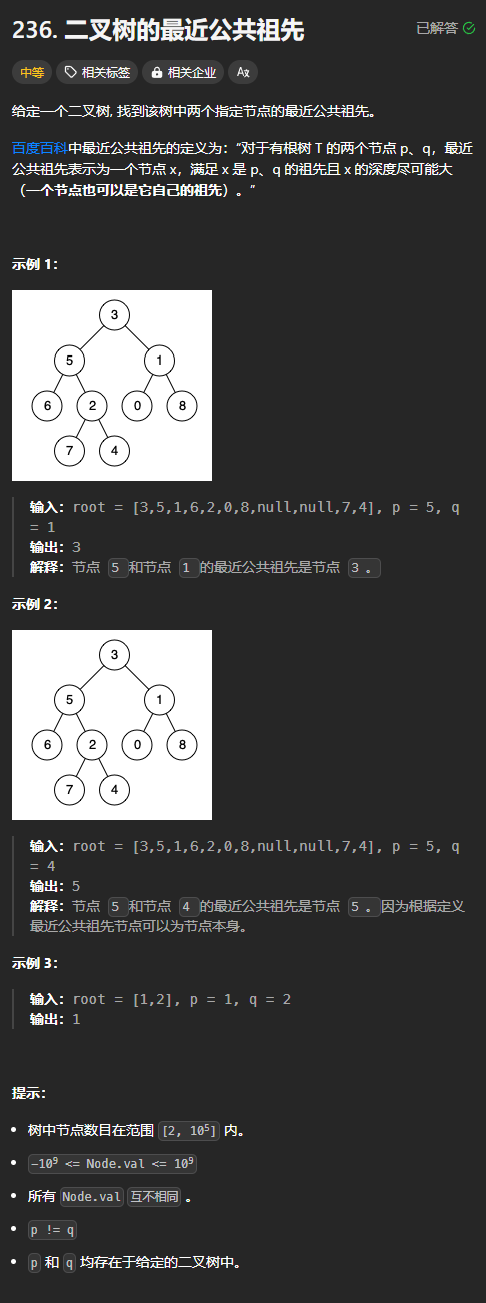 236. 二叉树的最近公共祖先
已解答
中等 相关标签 相关企业 Ax
给定一个二叉树, 找到该树中两个指定节点的最近公共祖先。
百度百科中最近公共祖先的定义为：“对于有根树 T 的两个节点 p、q，最近
公共祖先表示为一个节点 x，满足 x 是 p、q 的祖先且 x 的深度尽可能大
（一个节点也可以是它自己的祖先）。”
示例 1：
3
5 1
6 2 0 8
7 4
输入：root = [3,5,1,6,2,0,8,null,null,7,4], p = 5, q
= 1
输出：3
解释：节点 5 和节点 1 的最近公共祖先是节点 3 。
示例 2：
3
5 1
6 2 0 8
7 4
输入：root = [3,5,1,6,2,0,8,null,null,7,4], p = 5, q
= 4
输出：5
解释：节点 5 和节点 4 的最近公共祖先是节点 5 。因为根据定义
最近公共祖先节点可以为节点本身。
示例 3：
输入：root = [1,2], p = 1, q = 2
输出：1
提示：
• 树中节点数目在范围 [2, 10⁵] 内。
• -10⁹ <= Node.val <= 10⁹
• 所有 Node.val 互不相同 。
• p != q
• p 和 q 均存在于给定的二叉树中。